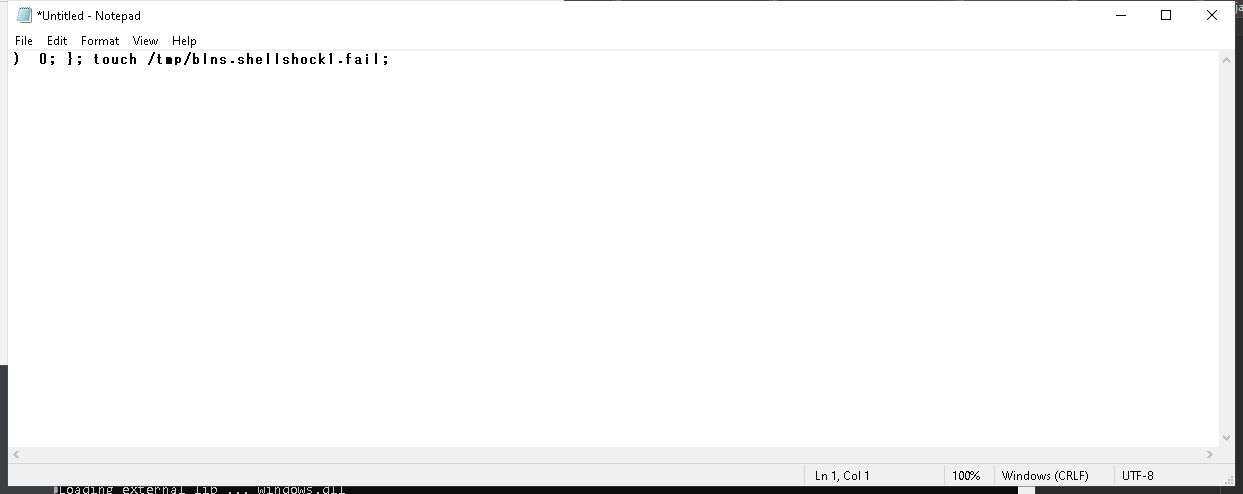 *Untitled - Notepad
File Edit Format View Help
)  0; }; touch /tmp/blns.shellshock1.fail;
Ln 1, Col 1 100% Windows (CRLF) UTF-8
Loading external lib ... windows.dll